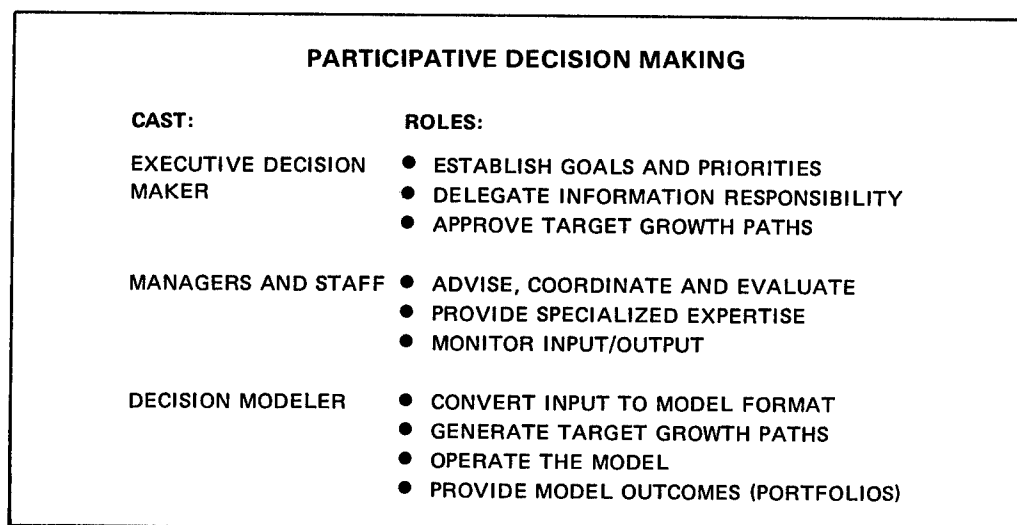 PARTICIPATIVE DECISION MAKING
CAST: ROLES:
EXECUTIVE DECISION ● ESTABLISH GOALS AND PRIORITIES
MAKER ● DELEGATE INFORMATION RESPONSIBILITY
● APPROVE TARGET GROWTH PATHS
MANAGERS AND STAFF ● ADVISE, COORDINATE AND EVALUATE
● PROVIDE SPECIALIZED EXPERTISE
● MONITOR INPUT/OUTPUT
DECISION MODELER ● CONVERT INPUT TO MODEL FORMAT
● GENERATE TARGET GROWTH PATHS
● OPERATE THE MODEL
● PROVIDE MODEL OUTCOMES (PORTFOLIOS)